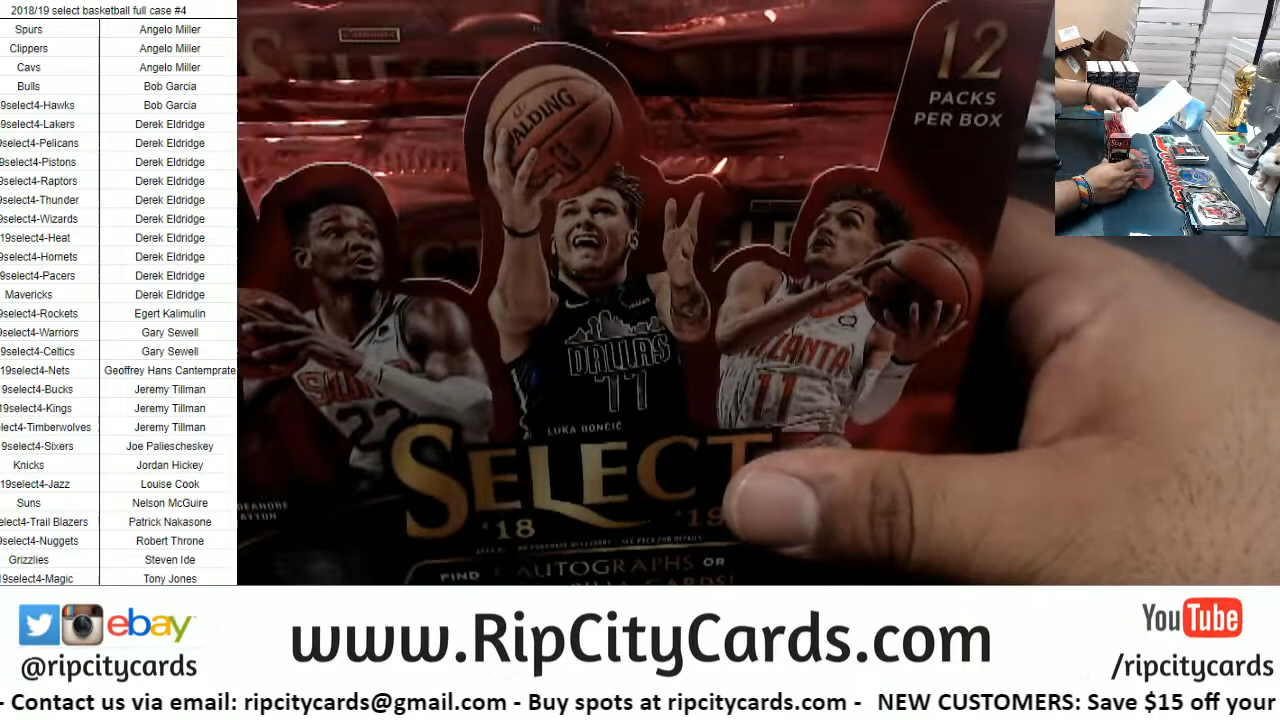 2018/19 select basketball full case #4
Spurs Angelo Miller
Clippers Angelo Miller
Cavs Angelo Miller
Bulls Bob Garcia
9select4-Hawks Bob Garcia
9select4-Lakers Derek Eldridge
9select4-Pelicans Derek Eldridge
9select4-Pistons Derek Eldridge
9select4-Raptors Derek Eldridge
9select4-Thunder Derek Eldridge
9select4-Wizards Derek Eldridge
19select4-Heat Derek Eldridge
9select4-Hornets Derek Eldridge
9select4-Pacers Derek Eldridge
Mavericks Derek Eldridge
9select4-Rockets Egert Kalimulin
9select4-Warriors Gary Sewell
9select4-Celtics Gary Sewell
19select4-Nets Geoffrey Hans Cantemprate
9select4-Bucks Jeremy Tillman
19select4-Kings Jeremy Tillman
lect4-Timberwolves Jeremy Tillman
9select4-Sixers Joe Paliescheskey
Knicks Jordan Hickey
19select4-Jazz Louise Cook
Suns Nelson McGuire
elect4-Trail Blazers Patrick Nakasone
9select4-Nuggets Robert Throne
Grizzlies Steven Ide
19select4-Magic Tony Jones
12
PACKS
PER BOX
SPALDING
DALLAS
77
ATLANTA
11
SUNS
22
LUKA DONČIĆ
DEANDRE
AYTON
SELECT
'18 '19
FIND AUTOGRAPHS OR
CARDS!
ebay
@ripcitycards
www.RipCityCards.com
YouTube
/ripcitycards
- Contact us via email: ripcitycards@gmail.com - Buy spots at ripcitycards.com - NEW CUSTOMERS: Save $15 off your